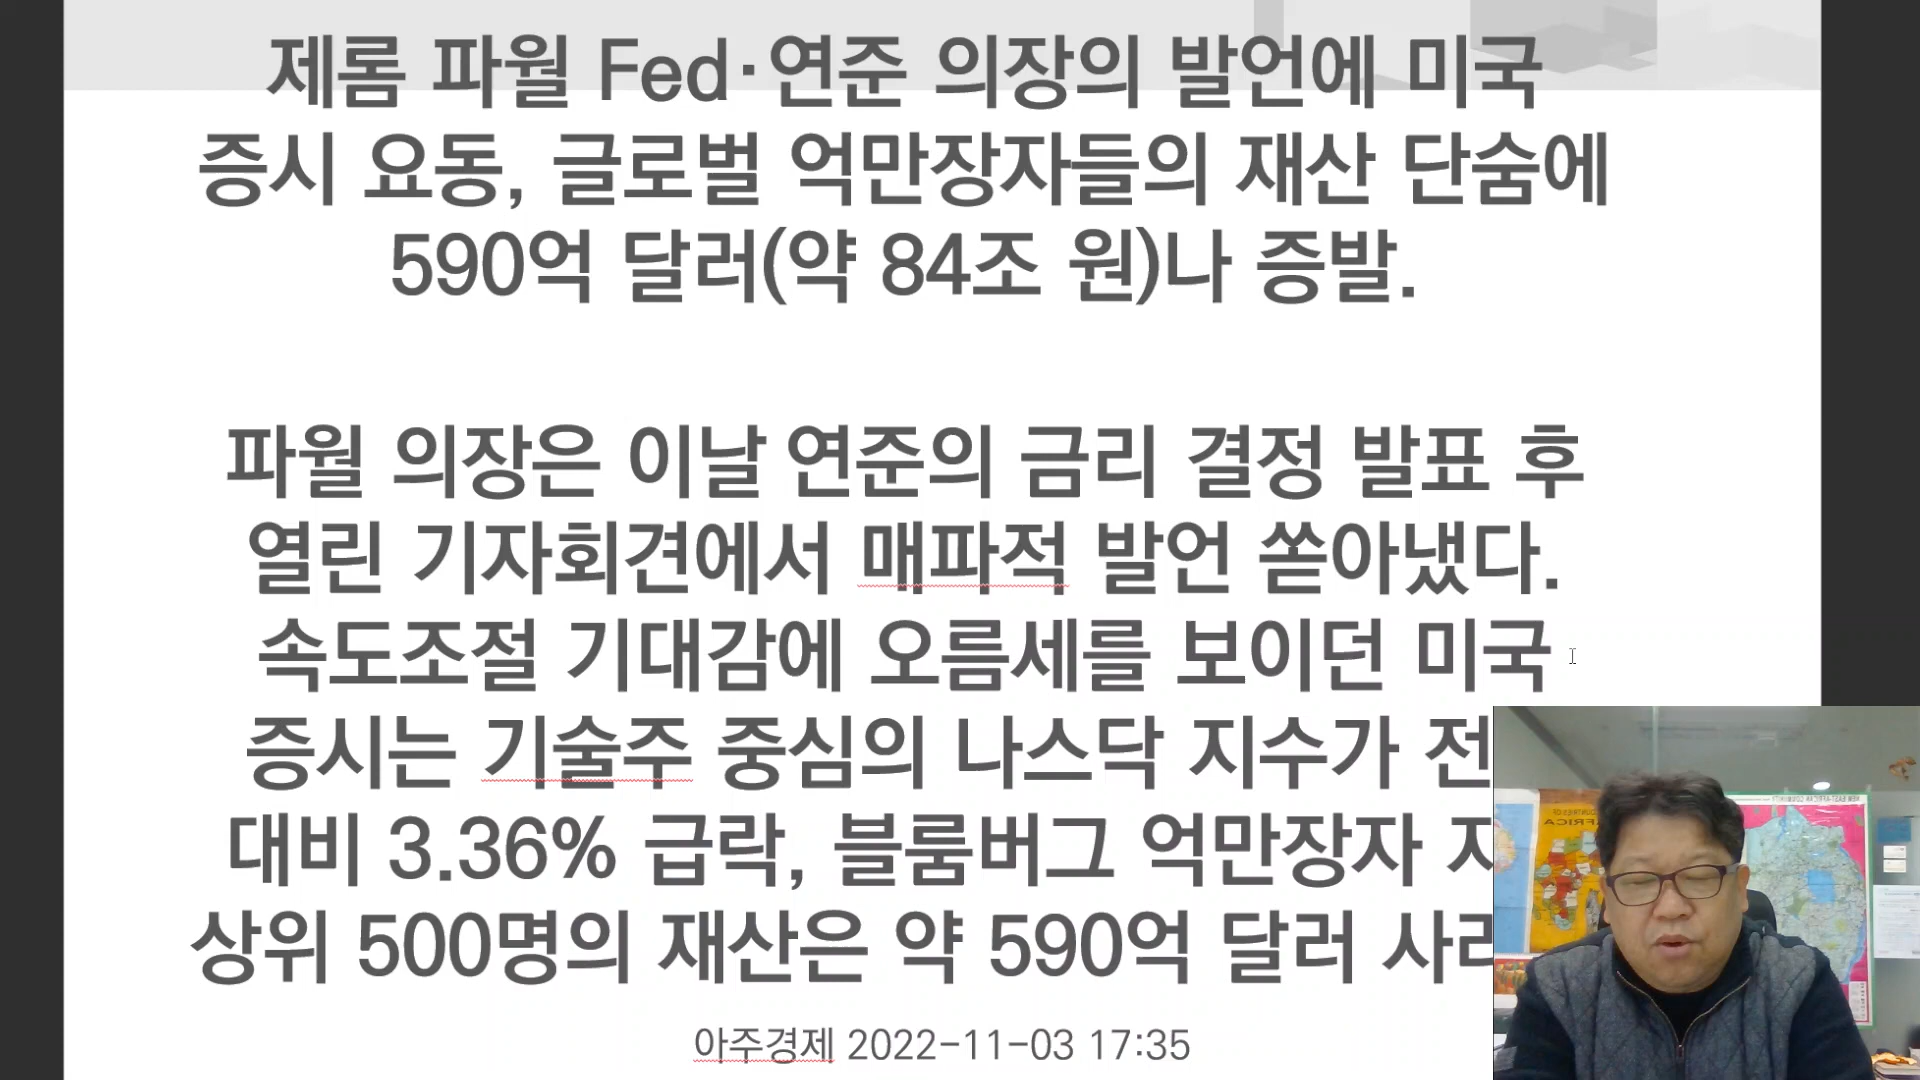 제롬 파월 Fed·연준 의장의 발언에 미국
증시 요동, 글로벌 억만장자들의 재산 단숨에
590억 달러(약 84조 원)나 증발.
파월 의장은 이날 연준의 금리 결정 발표 후
열린 기자회견에서 매파적 발언 쏟아냈다.
속도조절 기대감에 오름세를 보이던 미국
증시는 기술주 중심의 나스닥 지수가 전
대비 3.36% 급락, 블룸버그 억만장자
상위 500명의 재산은 약 590억 달러
아주경제 2022-11-03 17:35